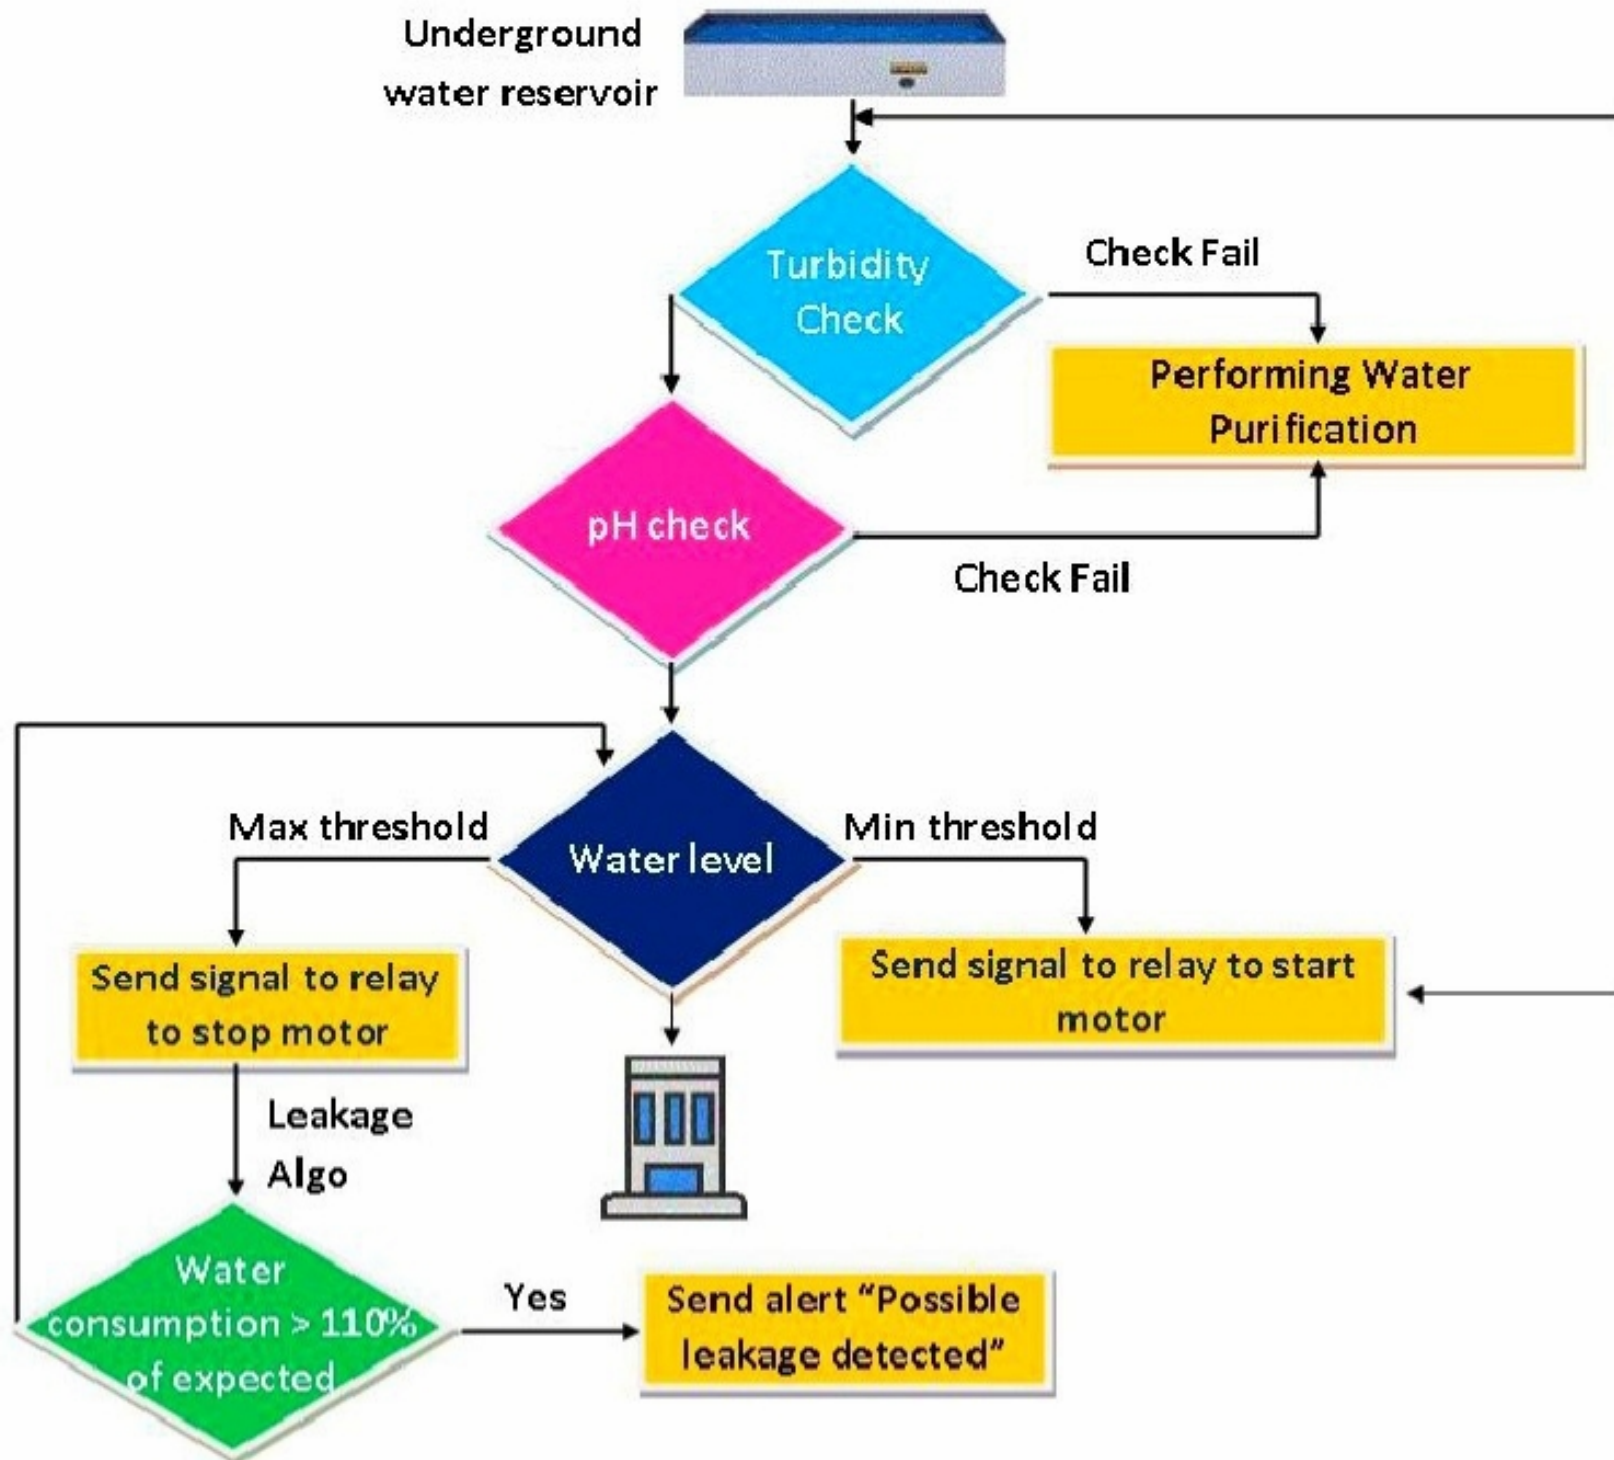 Underground
water reservoir
Turbidity
Check
Check Fail
Performing Water
Purification
pH check
Check Fail
Max threshold
Water level
Min threshold
Send signal to relay
to stop motor
Send signal to relay to start
motor
Leakage
Algo
Water
consumption > 110%
of expected
Yes
Send alert “Possible
leakage detected”